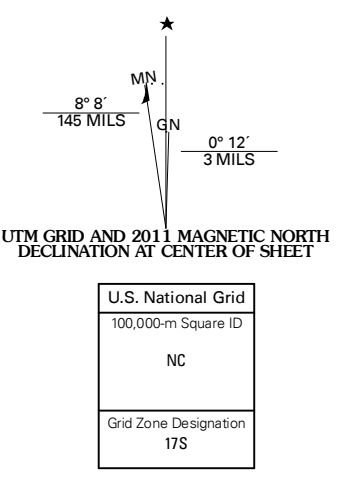 ★
MN
8° 8´
145 MILS
GN
0° 12´
3 MILS
UTM GRID AND 2011 MAGNETIC NORTH
DECLINATION AT CENTER OF SHEET
U.S. National Grid
100,000-m Square ID
NC
Grid Zone Designation
17S